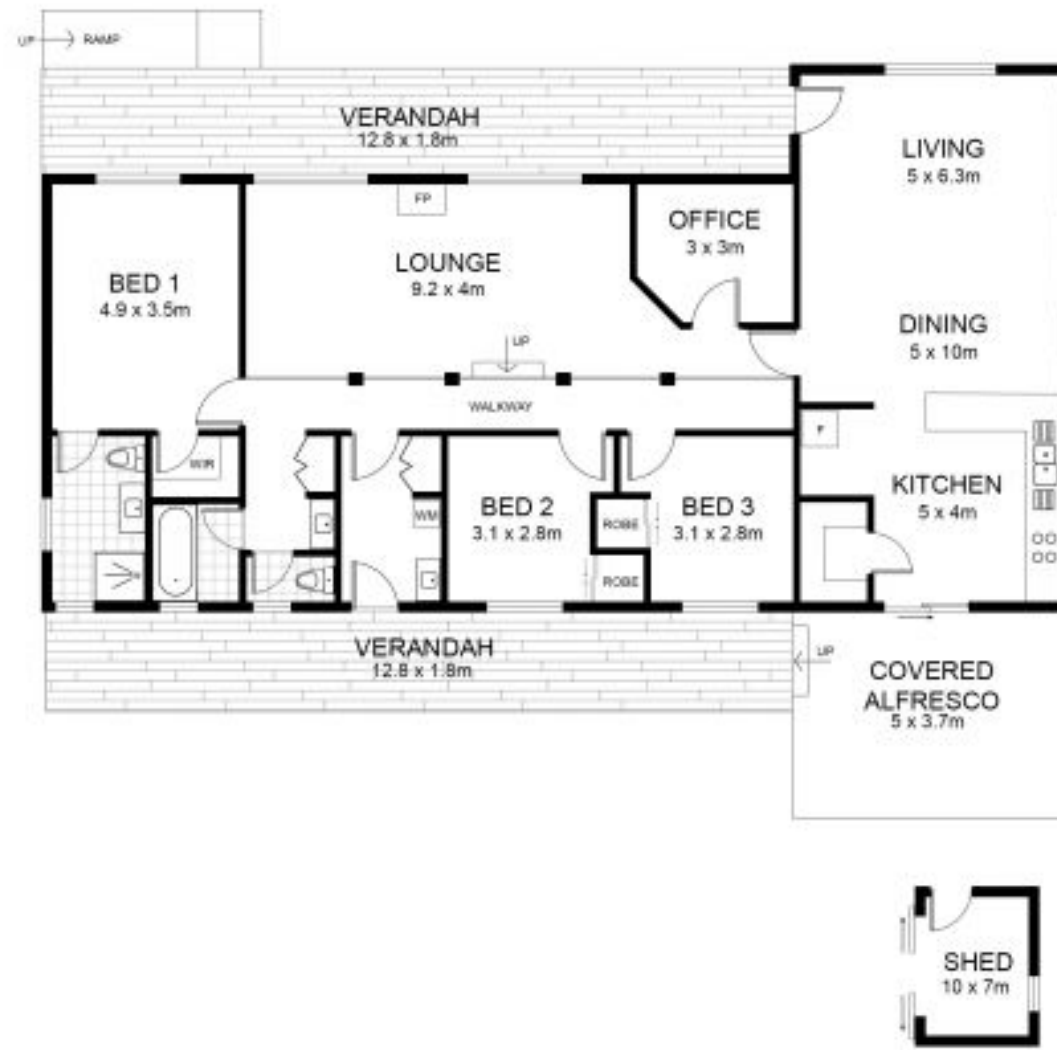 UP
RAMP
VERANDAH
12.8 x 1.8m
LIVING
5 x 6.3m
FP
OFFICE
3 x 3m
LOUNGE
9.2 x 4m
BED 1
4.9 x 3.5m
DINING
5 x 10m
UP
WALKWAY
F
WIR
KITCHEN
5 x 4m
BED 2
3.1 x 2.8m
BED 3
3.1 x 2.8m
WM
ROBE
ROBE
VERANDAH
12.8 x 1.8m
UP
COVERED
ALFRESCO
5 x 3.7m
SHED
10 x 7m